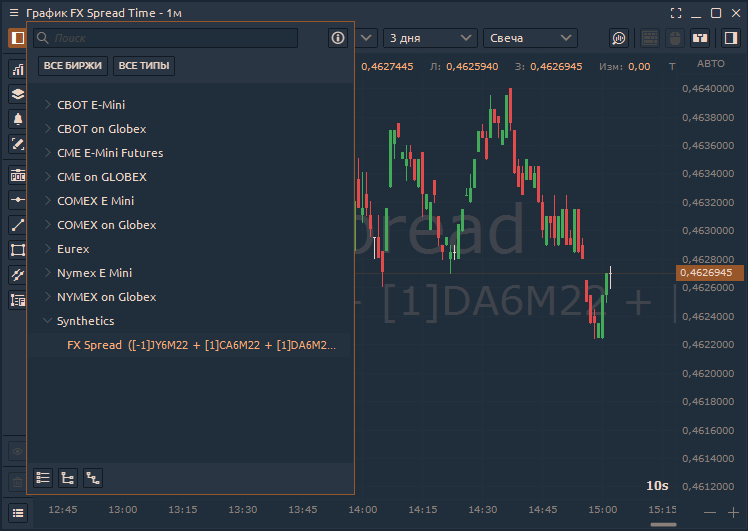 График FX Spread Time - 1м
Поиск
3 дня
Свеча
ВСЕ БИРЖИ
ВСЕ ТИПЫ
0,4627445 Л: 0,4625940 З: 0,4626945 Изм: 0,00 Т
АВТО
CBOT E-Mini
CBOT on Globex
CME E-Mini Futures
CME on GLOBEX
COMEX E Mini
COMEX on Globex
Eurex
Nymex E Mini
NYMEX on Globex
Synthetics
FX Spread ([-1]JY6M22 + [1]CA6M22 + [1]DA6M2...
pread
+ [1]DA6M22 +
0,4640000
0,4638000
0,4636000
0,4634000
0,4632000
0,4630000
0,4628000
0,4626945
0,4626000
0,4624000
0,4622000
0,4620000
0,4618000
0,4616000
0,4614000
0,4612000
10s
12:45 13:00 13:15 13:30 13:45 14:00 14:15 14:30 14:45 15:00 15:15